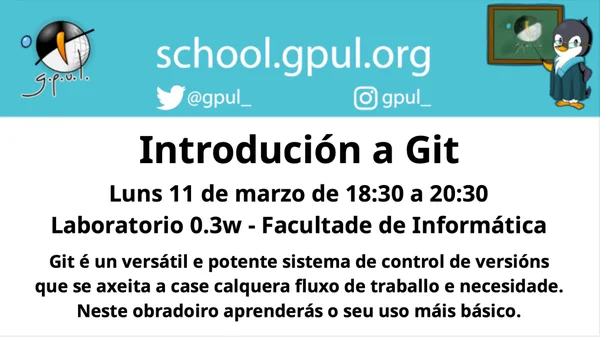 g.p.u.l.
school.gpul.org
@gpul_
gpul_
Introdución a Git
Luns 11 de marzo de 18:30 a 20:30
Laboratorio 0.3w - Facultade de Informática
Git é un versátil e potente sistema de control de versións
que se axeita a case calquera fluxo de traballo e necesidade.
Neste obradoiro aprenderás o seu uso máis básico.